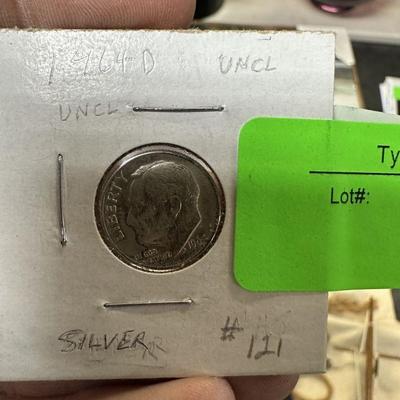 1964-D UNCL
UNCL
Ty
Lot#:
LIBERTY
SILVER
#
121